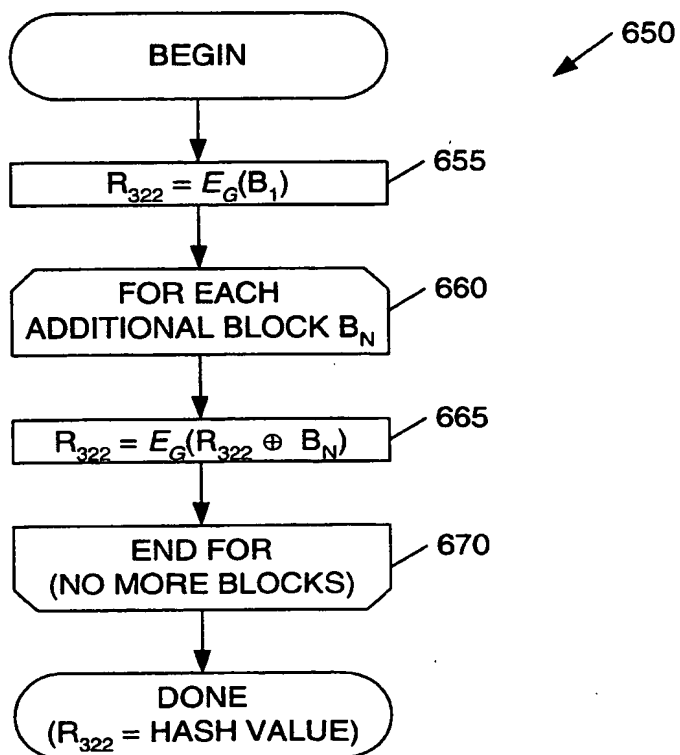 BEGIN
650
R322 = EG(B1)
655
FOR EACH
ADDITIONAL BLOCK BN
660
R322 = EG(R322 ⊕ BN)
665
END FOR
(NO MORE BLOCKS)
670
DONE
(R322 = HASH VALUE)